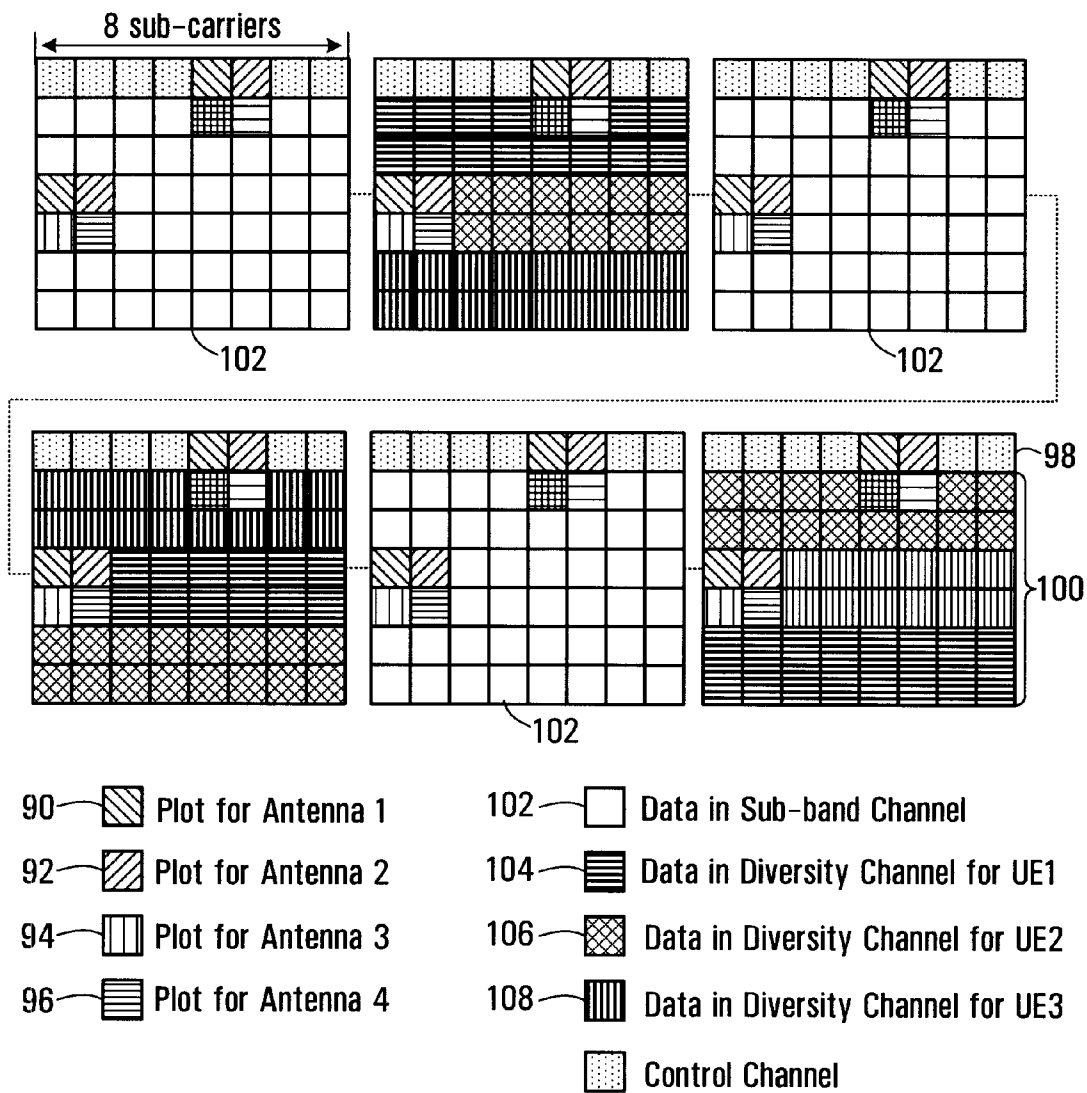 8 sub-carriers
102
102
98
100
102
90 Plot for Antenna 1
92 Plot for Antenna 2
94 Plot for Antenna 3
96 Plot for Antenna 4
102 Data in Sub-band Channel
104 Data in Diversity Channel for UE1
106 Data in Diversity Channel for UE2
108 Data in Diversity Channel for UE3
Control Channel